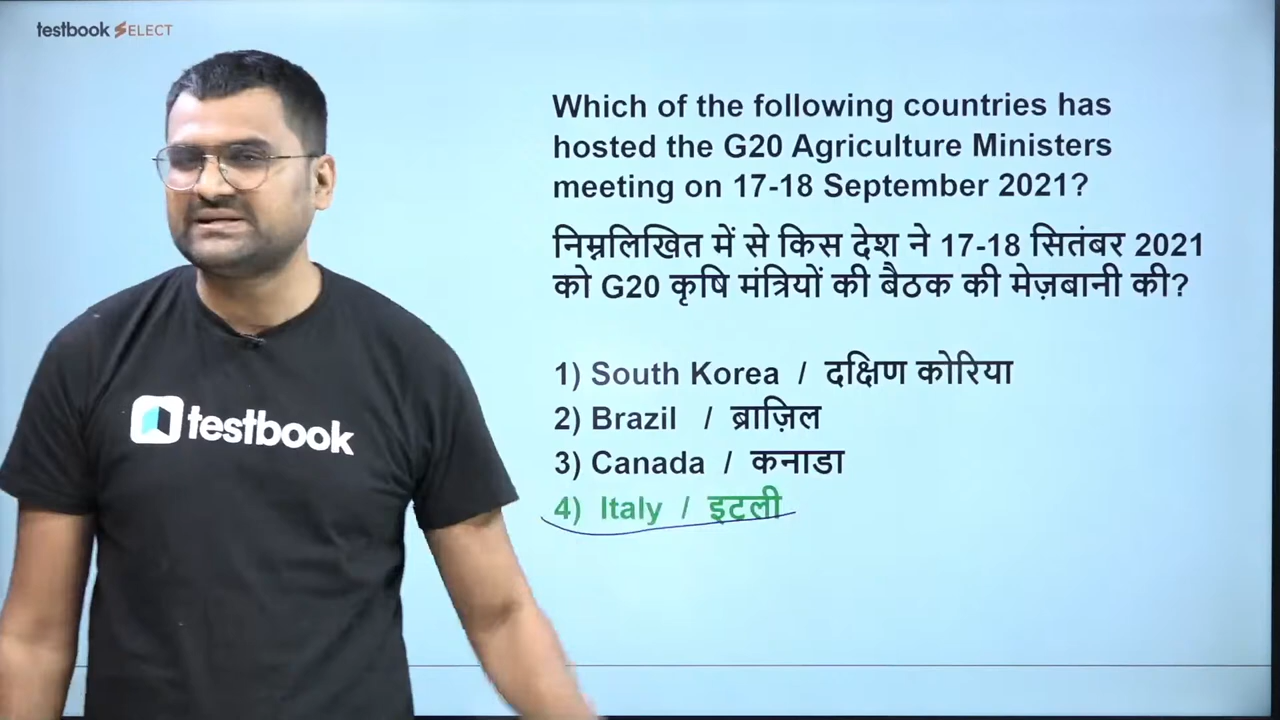 testbook SELECT
Which of the following countries has
hosted the G20 Agriculture Ministers
meeting on 17-18 September 2021?
निम्नलिखित में से किस देश ने 17-18 सितंबर 2021
को G20 कृषि मंत्रियों की बैठक की मेज़बानी की?
1) South Korea / दक्षिण कोरिया
2) Brazil / ब्राज़िल
3) Canada / कनाडा
4) Italy / इटली
testbook